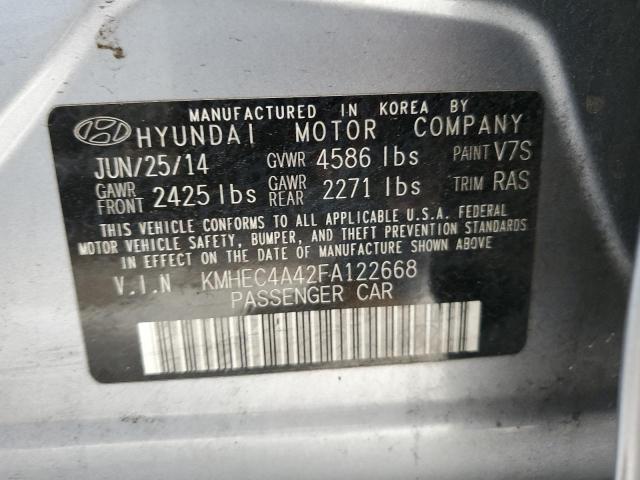 MANUFACTURED IN KOREA BY
HYUNDAI MOTOR COMPANY
JUN/25/14 GVWR 4586 lbs PAINT V7S
GAWR FRONT 2425 lbs GAWR REAR 2271 lbs TRIM RAS
THIS VEHICLE CONFORMS TO ALL APPLICABLE U.S.A. FEDERAL
MOTOR VEHICLE SAFETY, BUMPER, AND THEFT PREVENTION STANDARDS
IN EFFECT ON THE DATE OF MANUFACTURE SHOWN ABOVE.
V.I.N KMHEC4A42FA122668
PASSENGER CAR